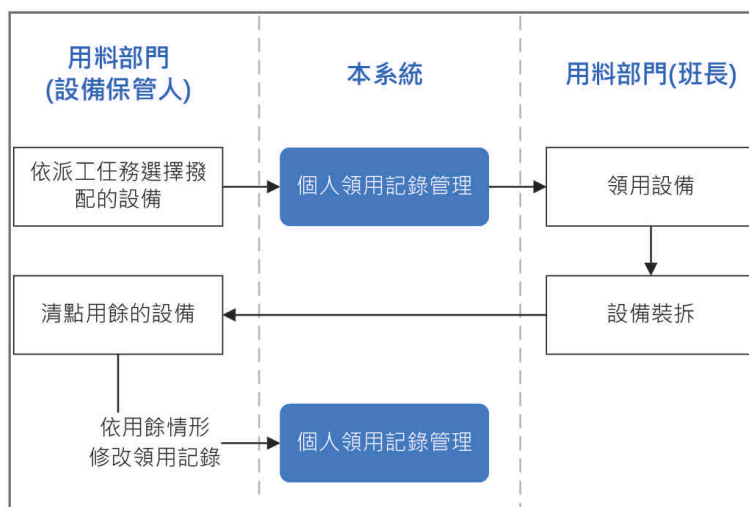 用料部門
(設備保管人)
本系統
用料部門(班長)
依派工任務選擇撥
配的設備
個人領用記錄管理
領用設備
清點用餘的設備
設備裝拆
依用餘情形
修改領用記錄
個人領用記錄管理